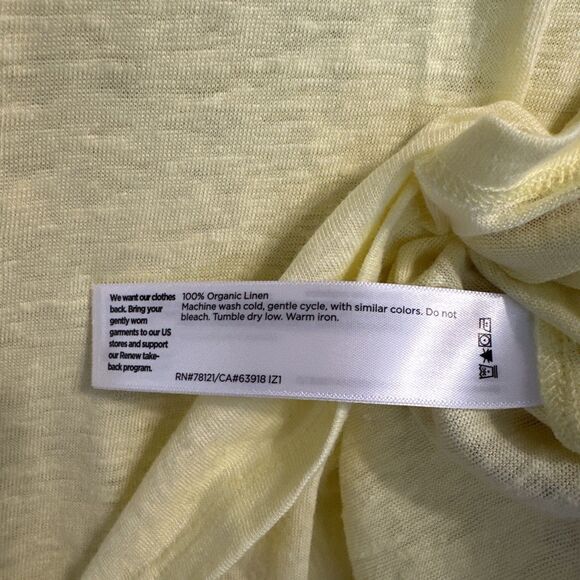 We want our clothes
back. Bring your
gently worn
garments to our US
stores and support
our Renew take-
back program.
100% Organic Linen
Machine wash cold, gentle cycle, with similar colors. Do not
bleach. Tumble dry low. Warm iron.
RN#78121/CA#63918 IZ1